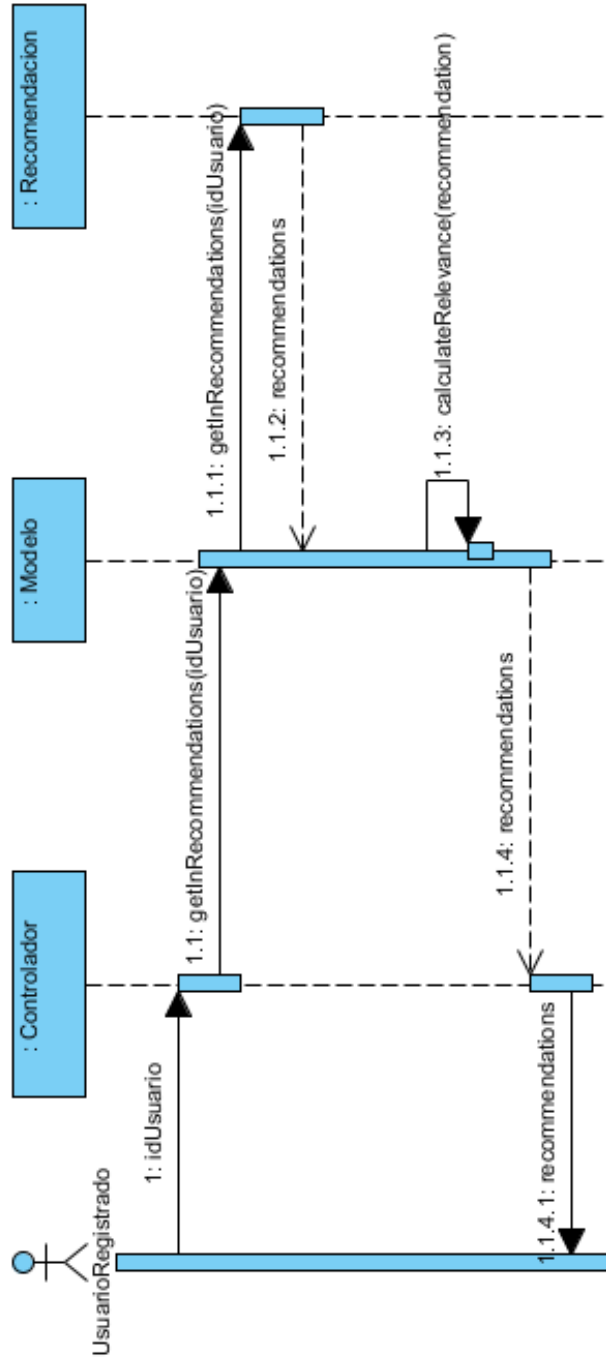 UsuarioRegistrado
: Controlador
: Modelo
: Recomendacion
1: idUsuario
1.1: getInRecommendations(idUsuario)
1.1.1: getInRecommendations(idUsuario)
1.1.2: recommendations
1.1.3: calculateRelevance(recommendation)
1.1.4: recommendations
1.1.4.1: recommendations